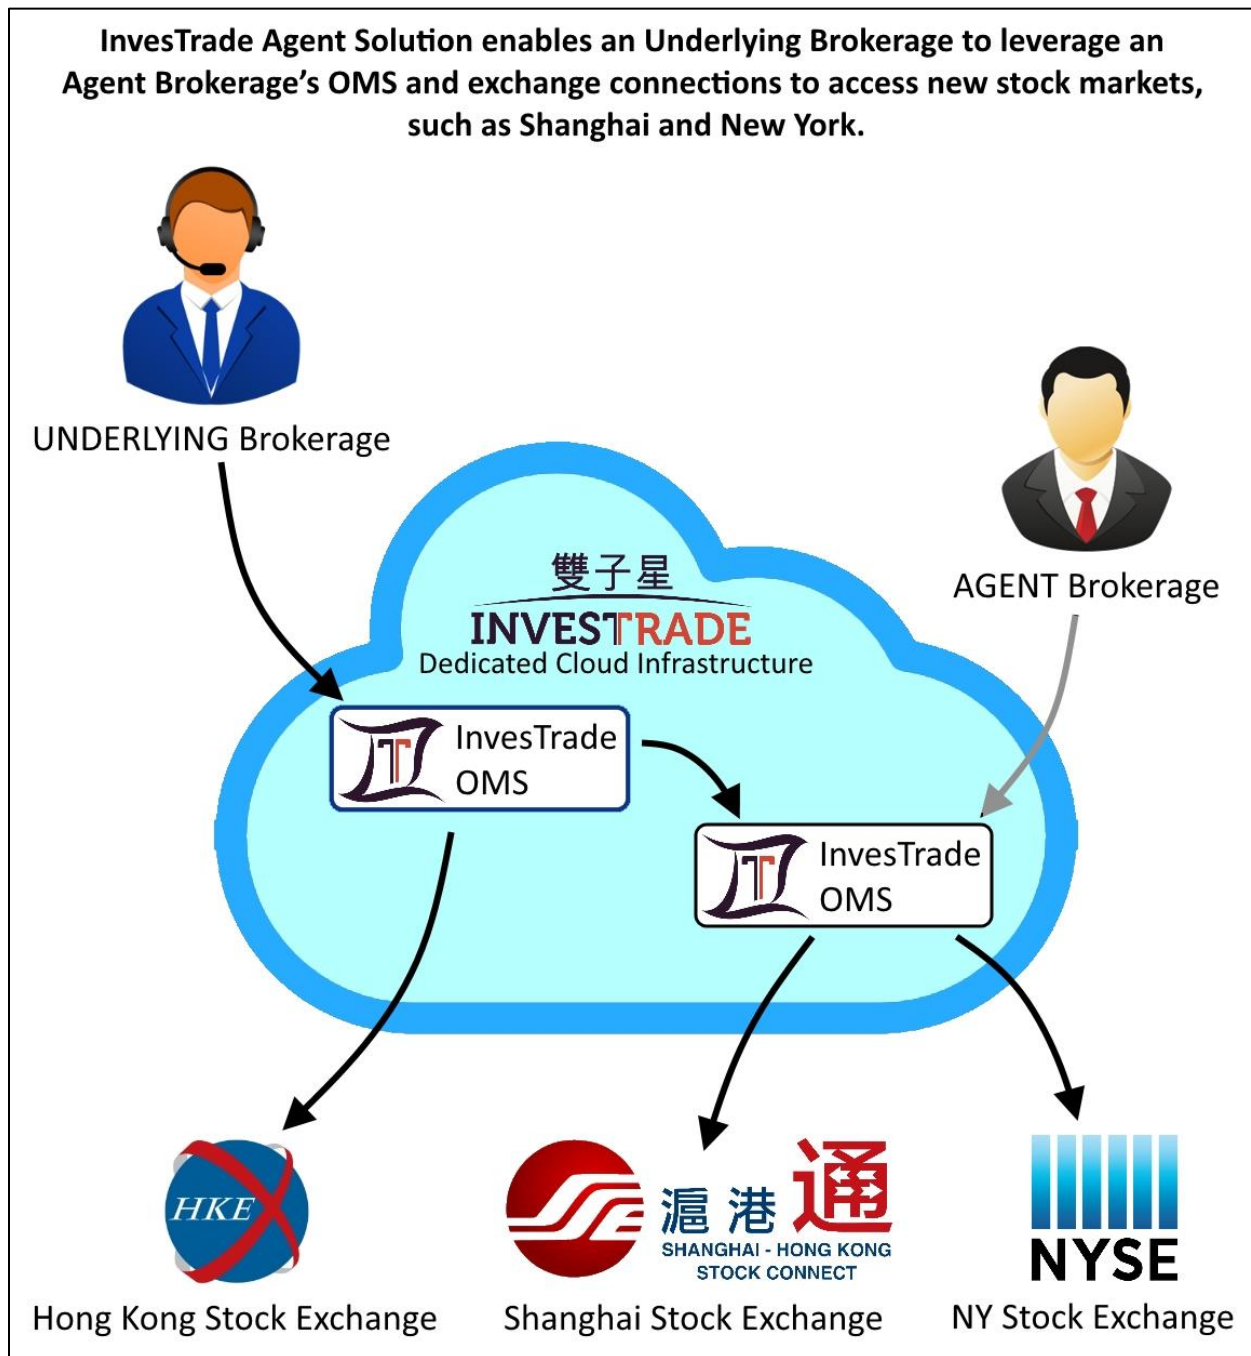 InvesTrade Agent Solution enables an Underlying Brokerage to leverage an
Agent Brokerage’s OMS and exchange connections to access new stock markets,
such as Shanghai and New York.
UNDERLYING Brokerage
AGENT Brokerage
雙子星
INVESTRADE
Dedicated Cloud Infrastructure
IT
InvesTrade
OMS
IT
InvesTrade
OMS
HKEX
Hong Kong Stock Exchange
滬港通
SHANGHAI - HONG KONG
STOCK CONNECT
Shanghai Stock Exchange
NYSE
NY Stock Exchange